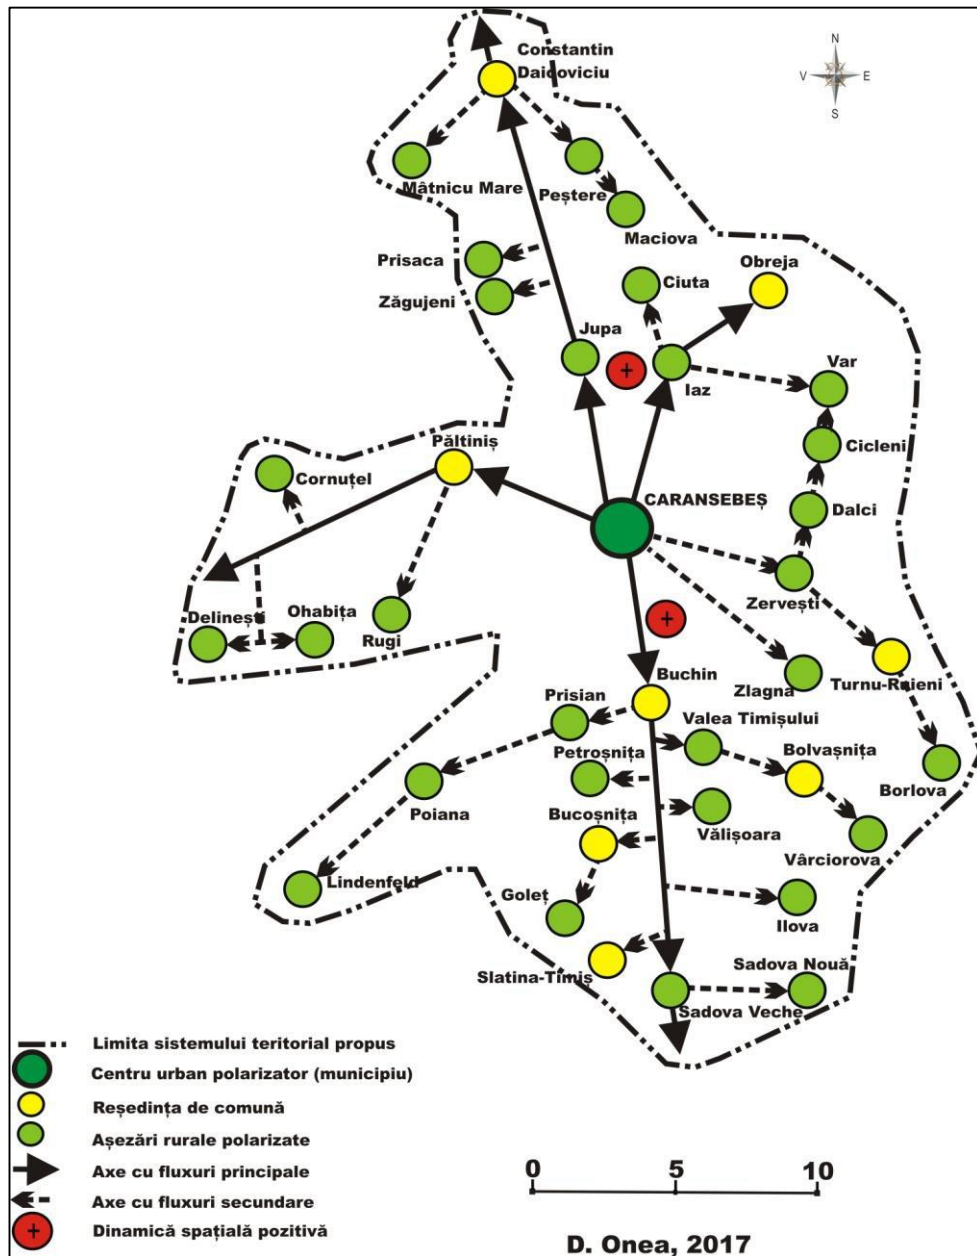 Constantin
Daicoviciu
N
V
E
S
Mâtnicu Mare
Peștere
Maciova
Prisaca
Obreja
Ciuta
Zăgujeni
Jupa
Var
+
Iaz
Păltiniș
Cicleni
Cornuțel
CARANSEBEȘ
Dalci
Zervești
Delinești
Ohabița
Rugi
+
Buchin
Zlagna
Turnu-Ruieni
Prisian
Valea Timișului
Petroșnița
Bolvașnița
Borlova
Poiana
Bucoșnița
Vălișoara
Vârciorova
Lindenfeld
Goleț
Ilova
Slatina-Timiș
Sadova Nouă
Sadova Veche
Limita sistemului teritorial propus
Centru urban polarizator (municipiu)
Reședința de comună
Așezări rurale polarizate
Axe cu fluxuri principale
Axe cu fluxuri secundare
+ Dinamică spațială pozitivă
0 5 10
D. Onea, 2017